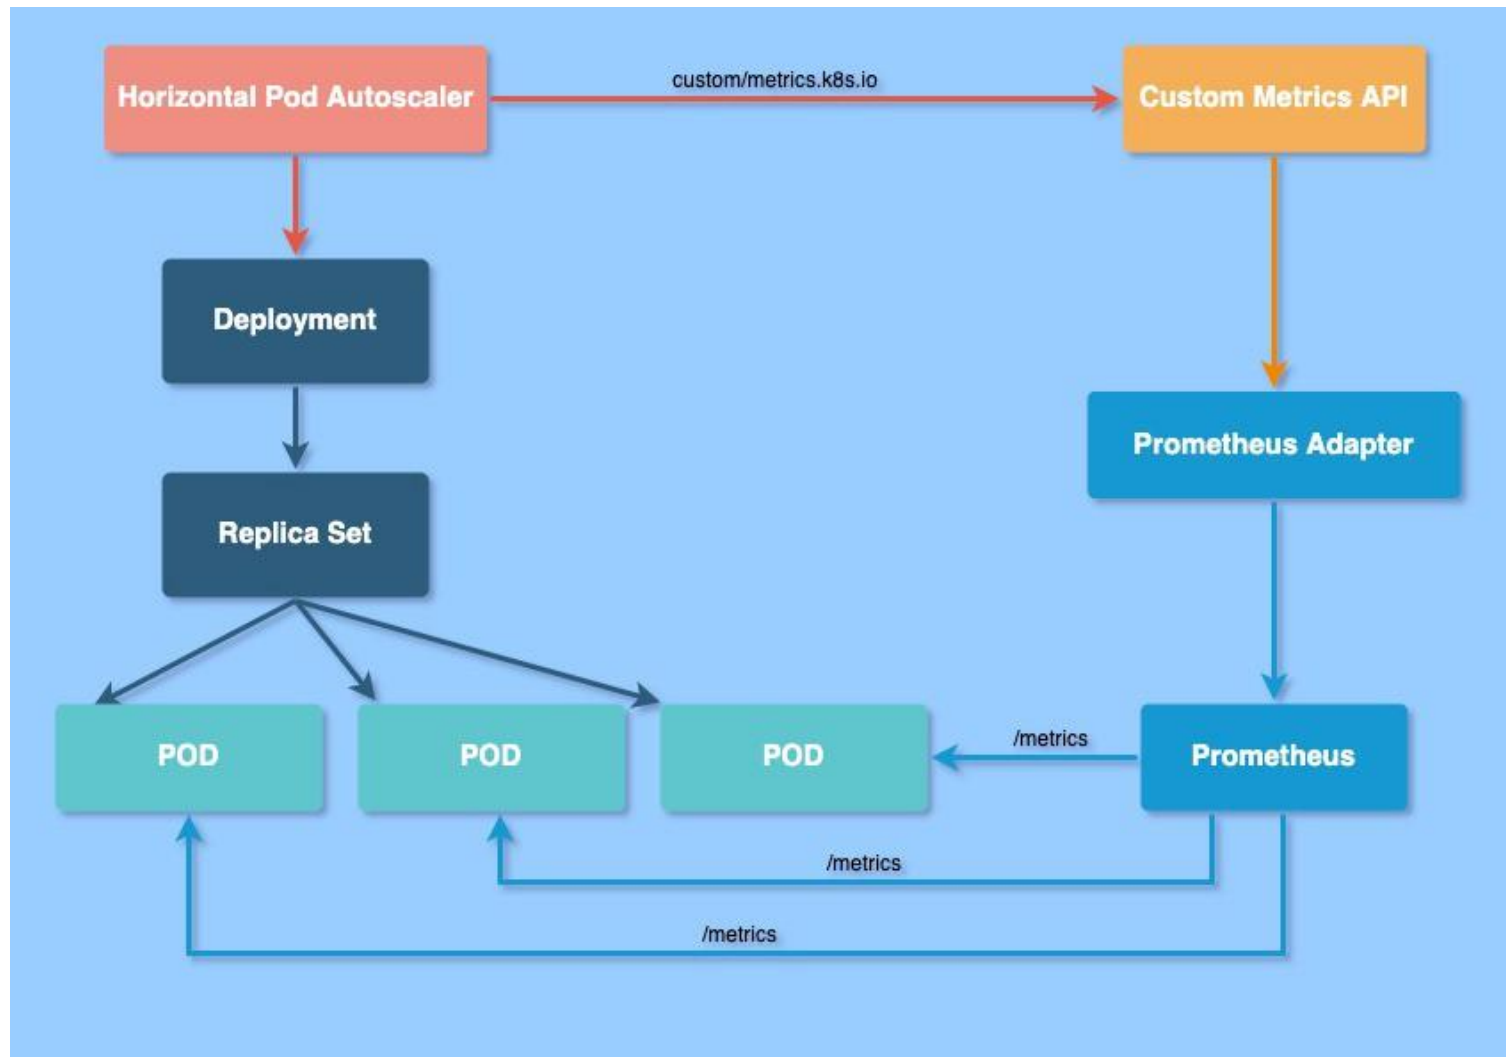 Horizontal Pod Autoscaler
custom/metrics.k8s.io
Custom Metrics API
Deployment
Prometheus Adapter
Replica Set
POD
POD
POD
/metrics
Prometheus
/metrics
/metrics